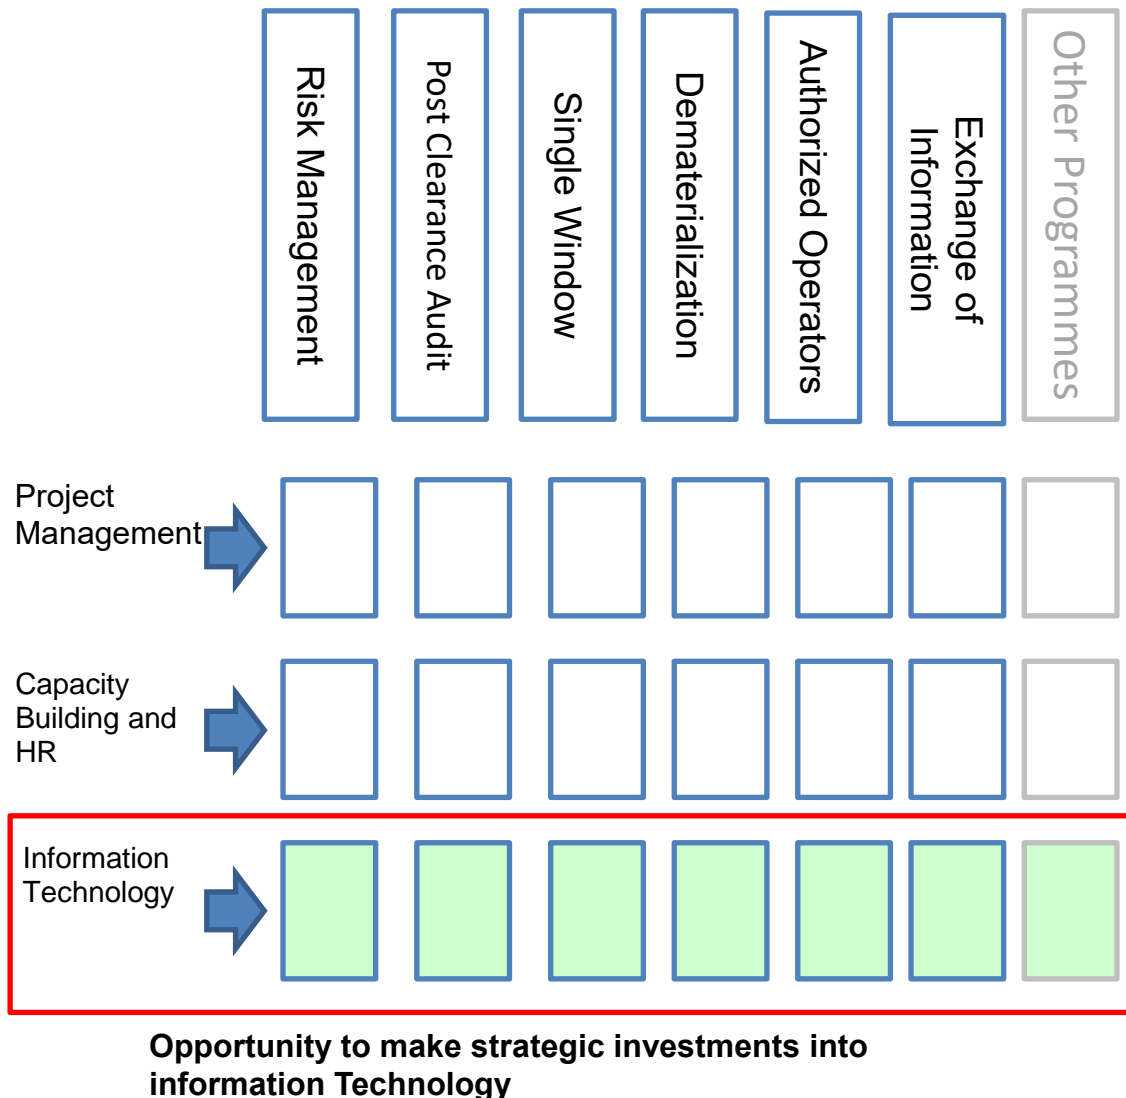 Risk Management
Post Clearance Audit
Single Window
Dematerialization
Authorized Operators
Exchange of
Information
Other Programmes
Project
Management
Capacity
Building and
HR
Information
Technology
Opportunity to make strategic investments into
information Technology